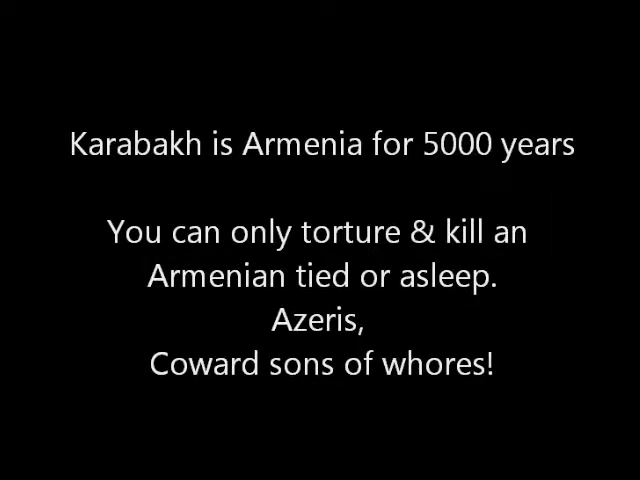 Karabakh is Armenia for 5000 years
You can only torture & kill an
Armenian tied or asleep.
Azeris,
Coward sons of whores!